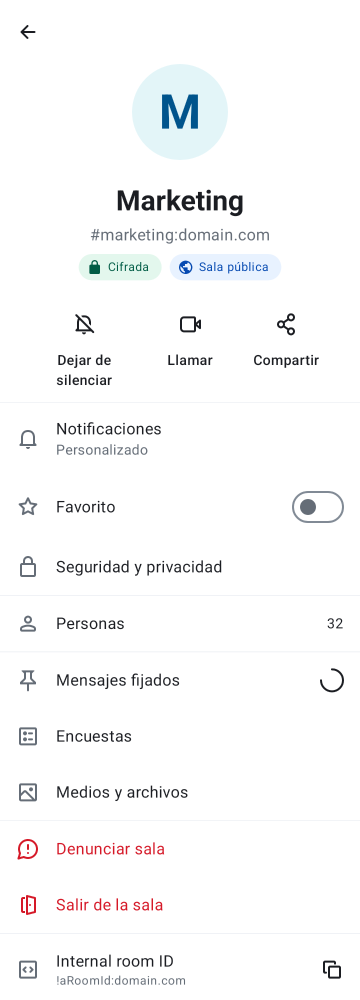 M
Marketing
#marketing:domain.com
Cifrada
Sala pública
Dejar de
silenciar
Llamar
Compartir
Notificaciones
Personalizado
Favorito
Seguridad y privacidad
Personas
32
Mensajes fijados
Encuestas
Medios y archivos
Denunciar sala
Salir de la sala
Internal room ID
!aRoomId:domain.com